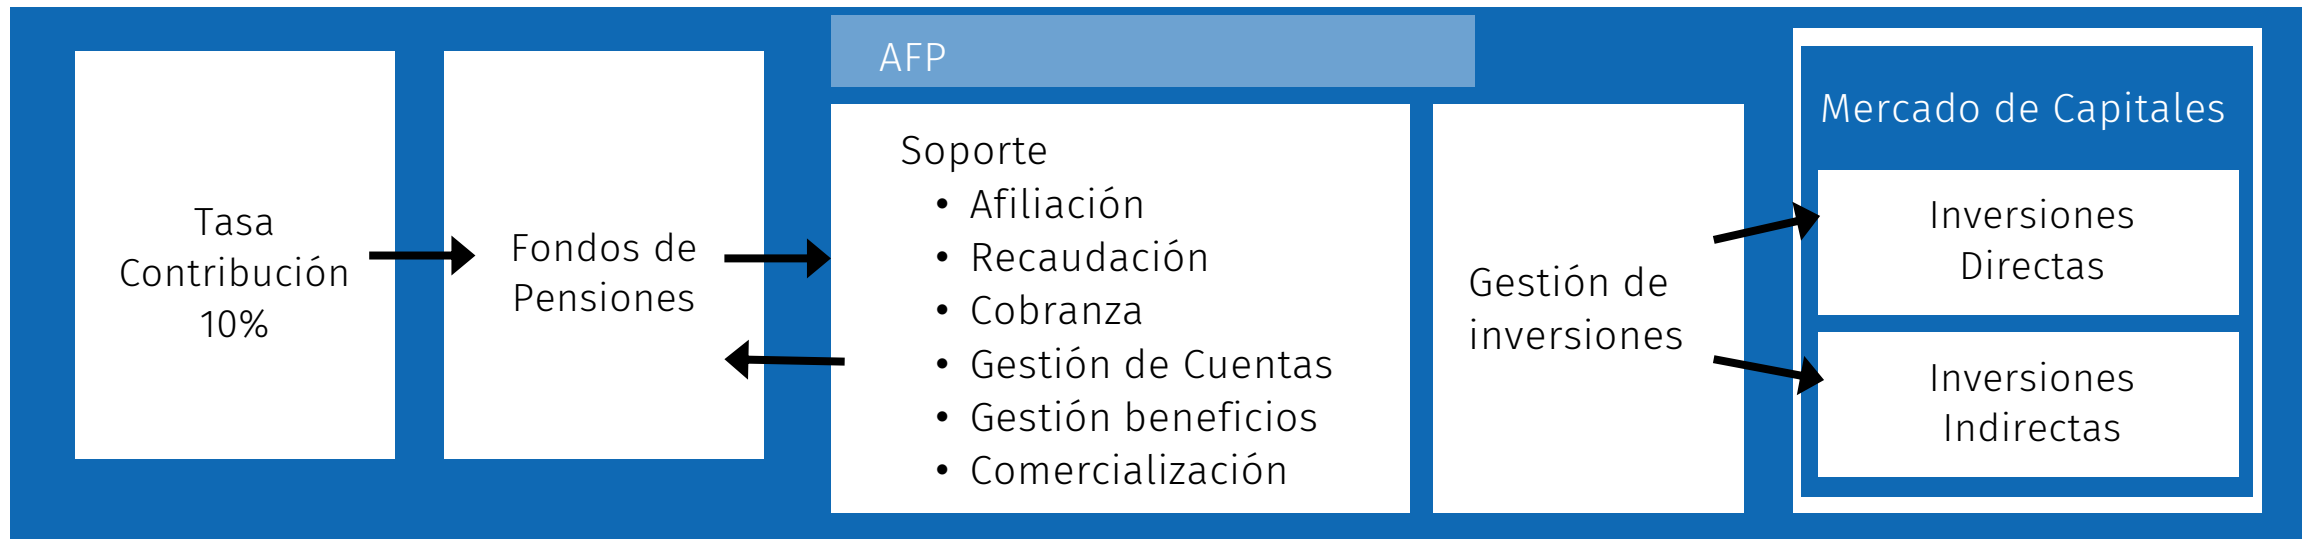 Tasa
Contribución
10%
Fondos de
Pensiones
AFP
Soporte
• Afiliación
• Recaudación
• Cobranza
• Gestión de Cuentas
• Gestión beneficios
• Comercialización
Gestión de
inversiones
Mercado de Capitales
Inversiones
Directas
Inversiones
Indirectas